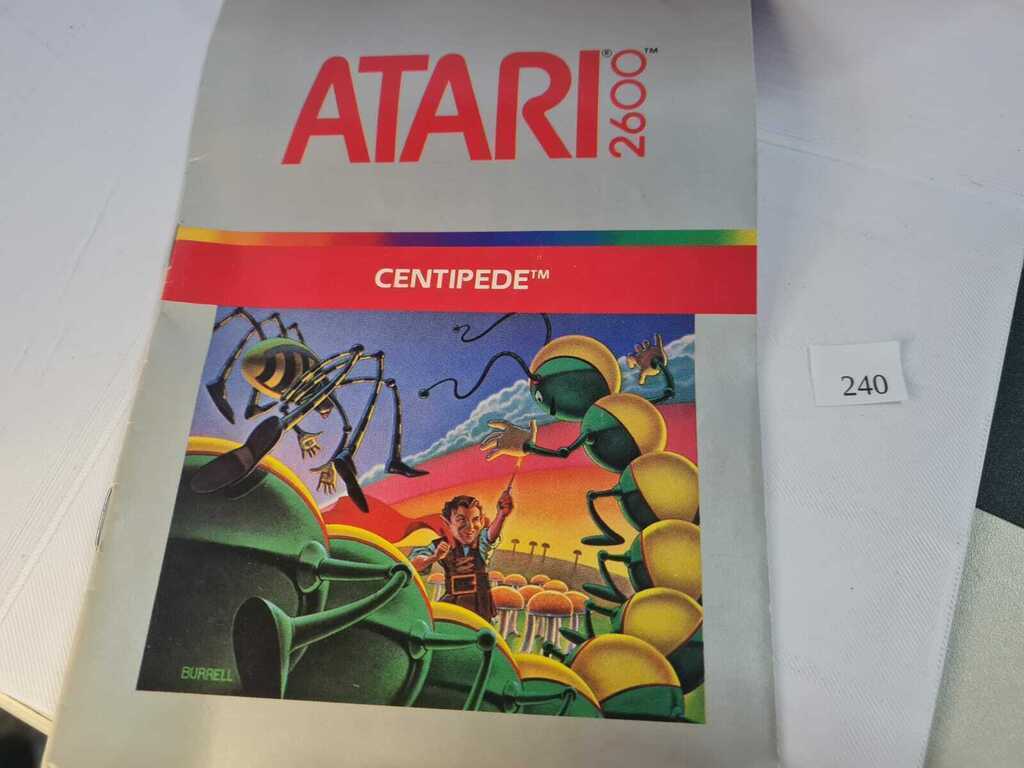 ATARI® 2600™
CENTIPEDE™
240
BURRELL